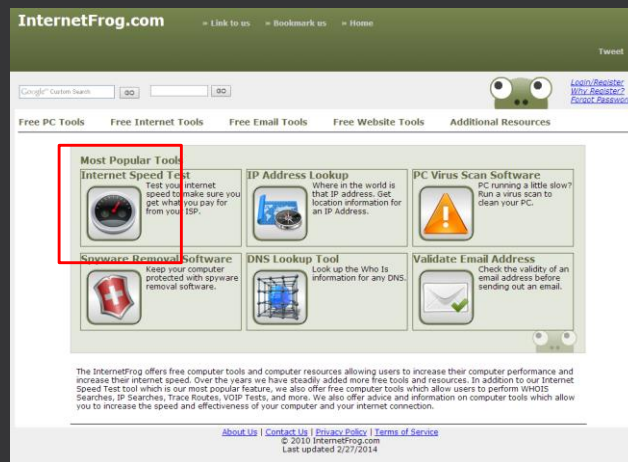 InternetFrog.com
» Link to us » Bookmark us » Home
Tweet
Google™ Custom Search GO GO
Login/Register
Why Register?
Forgot Passwor
Free PC Tools Free Internet Tools Free Email Tools Free Website Tools Additional Resources
Most Popular Tools
Internet Speed Test
Test your internet
speed to make sure you
get what you pay for
from your ISP.
IP Address Lookup
Where in the world is
that IP address. Get
location information for
an IP Address.
PC Virus Scan Software
PC running a little slow?
Run a virus scan to
clean your PC.
Spyware Removal Software
Keep your computer
protected with spyware
removal software.
DNS Lookup Tool
Look up the Who Is
information for any DNS.
Validate Email Address
Check the validity of an
email address before
sending out an email.
The InternetFrog offers free computer tools and computer resources allowing users to increase their computer performance and
increase their internet speed. Over the years we have steadily added more free tools and resources. In addition to our Internet
Speed Test tool which is our most popular feature, we also offer free computer tools which allow users to perform WHOIS
Searches, IP Searches, Trace Routes, VOIP Tests, and more. We also offer advice and information on computer tools which allow
you to increase the speed and effectiveness of your computer and your internet connection.
About Us | Contact Us | Privacy Policy | Terms of Service
© 2010 InternetFrog.com
Last updated 2/27/2014